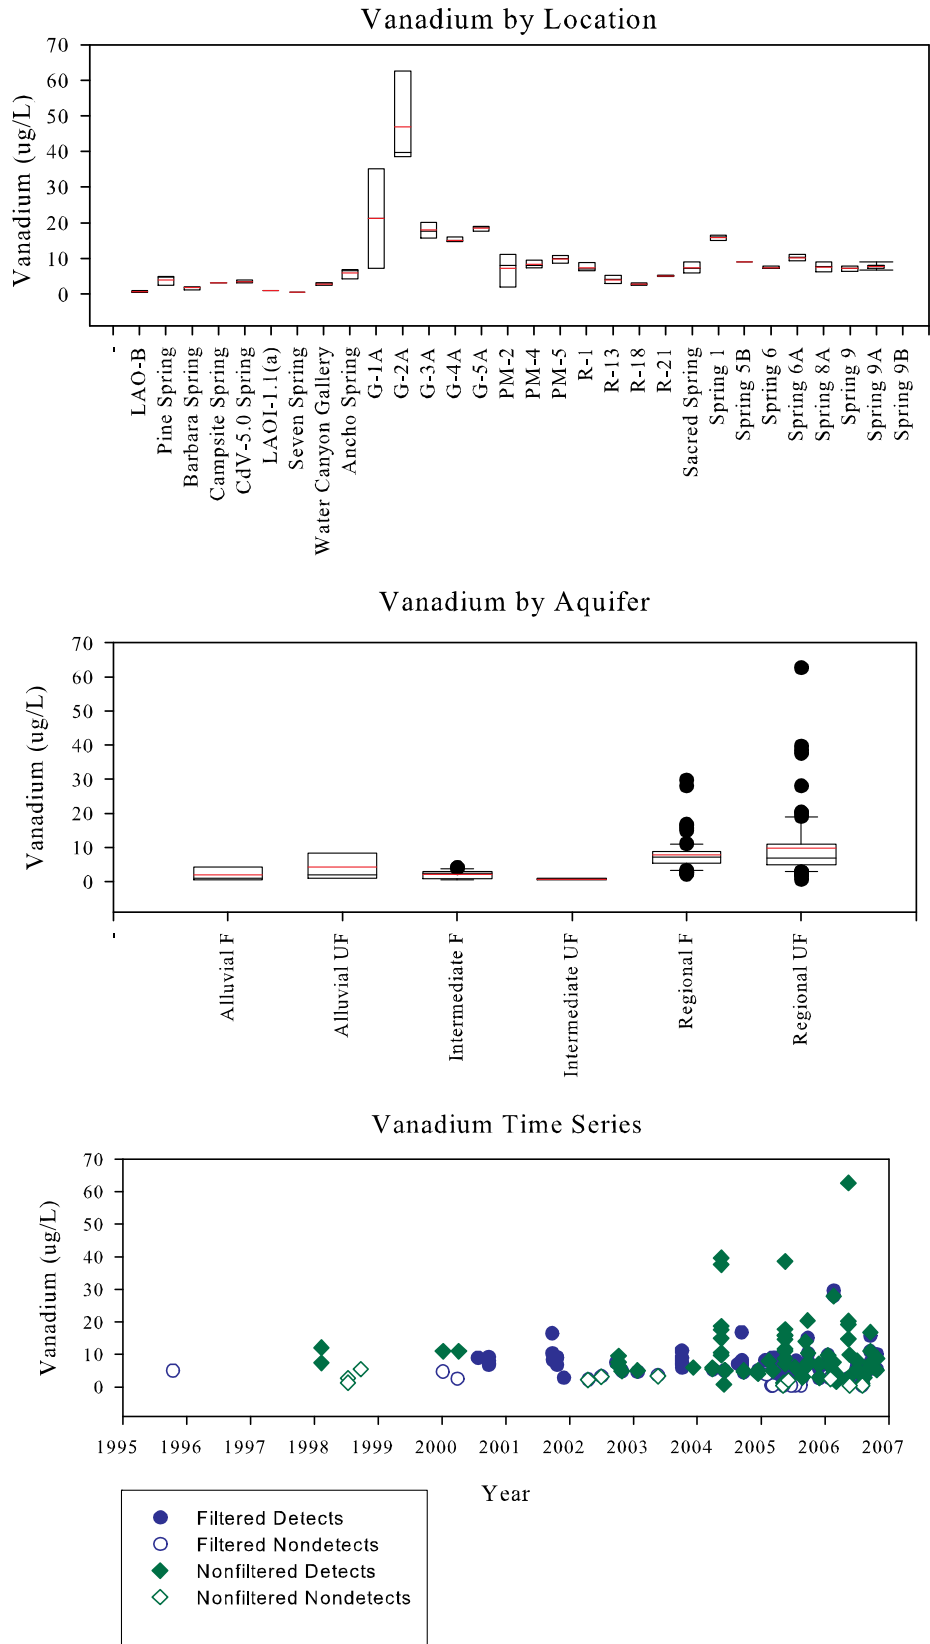 Vanadium by Location
70
60
50
40
30
20
10
0
Vanadium (ug/L)
-
LAO-B
Pine Spring
Barbara Spring
Campsite Spring
CdV-5.0 Spring
LAOI-1.1(a)
Seven Spring
Water Canyon Gallery
Ancho Spring
G-1A
G-2A
G-3A
G-4A
G-5A
PM-2
PM-4
PM-5
R-1
R-13
R-18
R-21
Sacred Spring
Spring 1
Spring 5B
Spring 6
Spring 6A
Spring 8A
Spring 9
Spring 9A
Spring 9B
Vanadium by Aquifer
70
60
50
40
30
20
10
0
Vanadium (ug/L)
-
Alluvial F
Alluvial UF
Intermediate F
Intermediate UF
Regional F
Regional UF
Vanadium Time Series
70
60
50
40
30
20
10
0
Vanadium (ug/L)
1995 1996 1997 1998 1999 2000 2001 2002 2003 2004 2005 2006 2007
Year
Filtered Detects
Filtered Nondetects
Nonfiltered Detects
Nonfiltered Nondetects